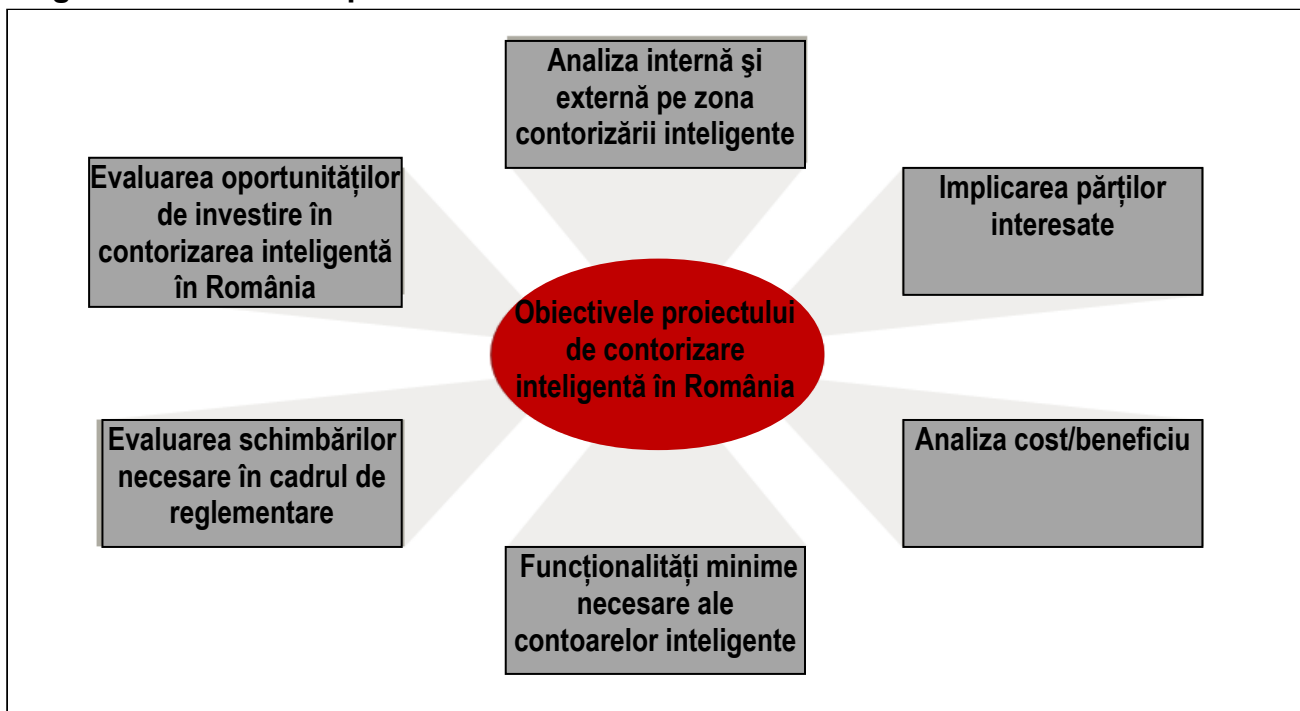 Analiza internă şi
externă pe zona
contorizării inteligente
Evaluarea oportunităților
de investire în
contorizarea inteligentă
în România
Implicarea părților
interesate
Obiectivele proiectului
de contorizare
inteligentă în România
Evaluarea schimbărilor
necesare în cadrul de
reglementare
Analiza cost/beneficiu
Funcționalități minime
necesare ale
contoarelor inteligente